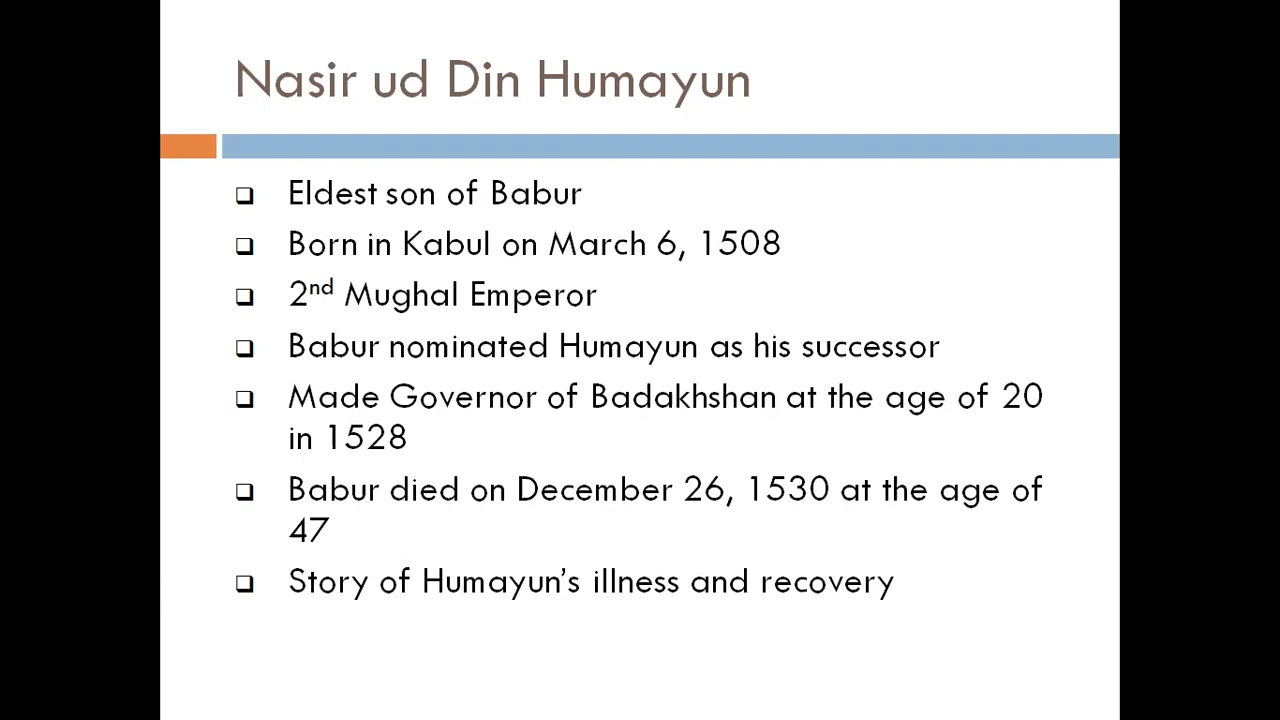 Nasir ud Din Humayun
Eldest son of Babur
Born in Kabul on March 6, 1508
2nd Mughal Emperor
Babur nominated Humayun as his successor
Made Governor of Badakhshan at the age of 20
in 1528
Babur died on December 26, 1530 at the age of
47
Story of Humayun’s illness and recovery